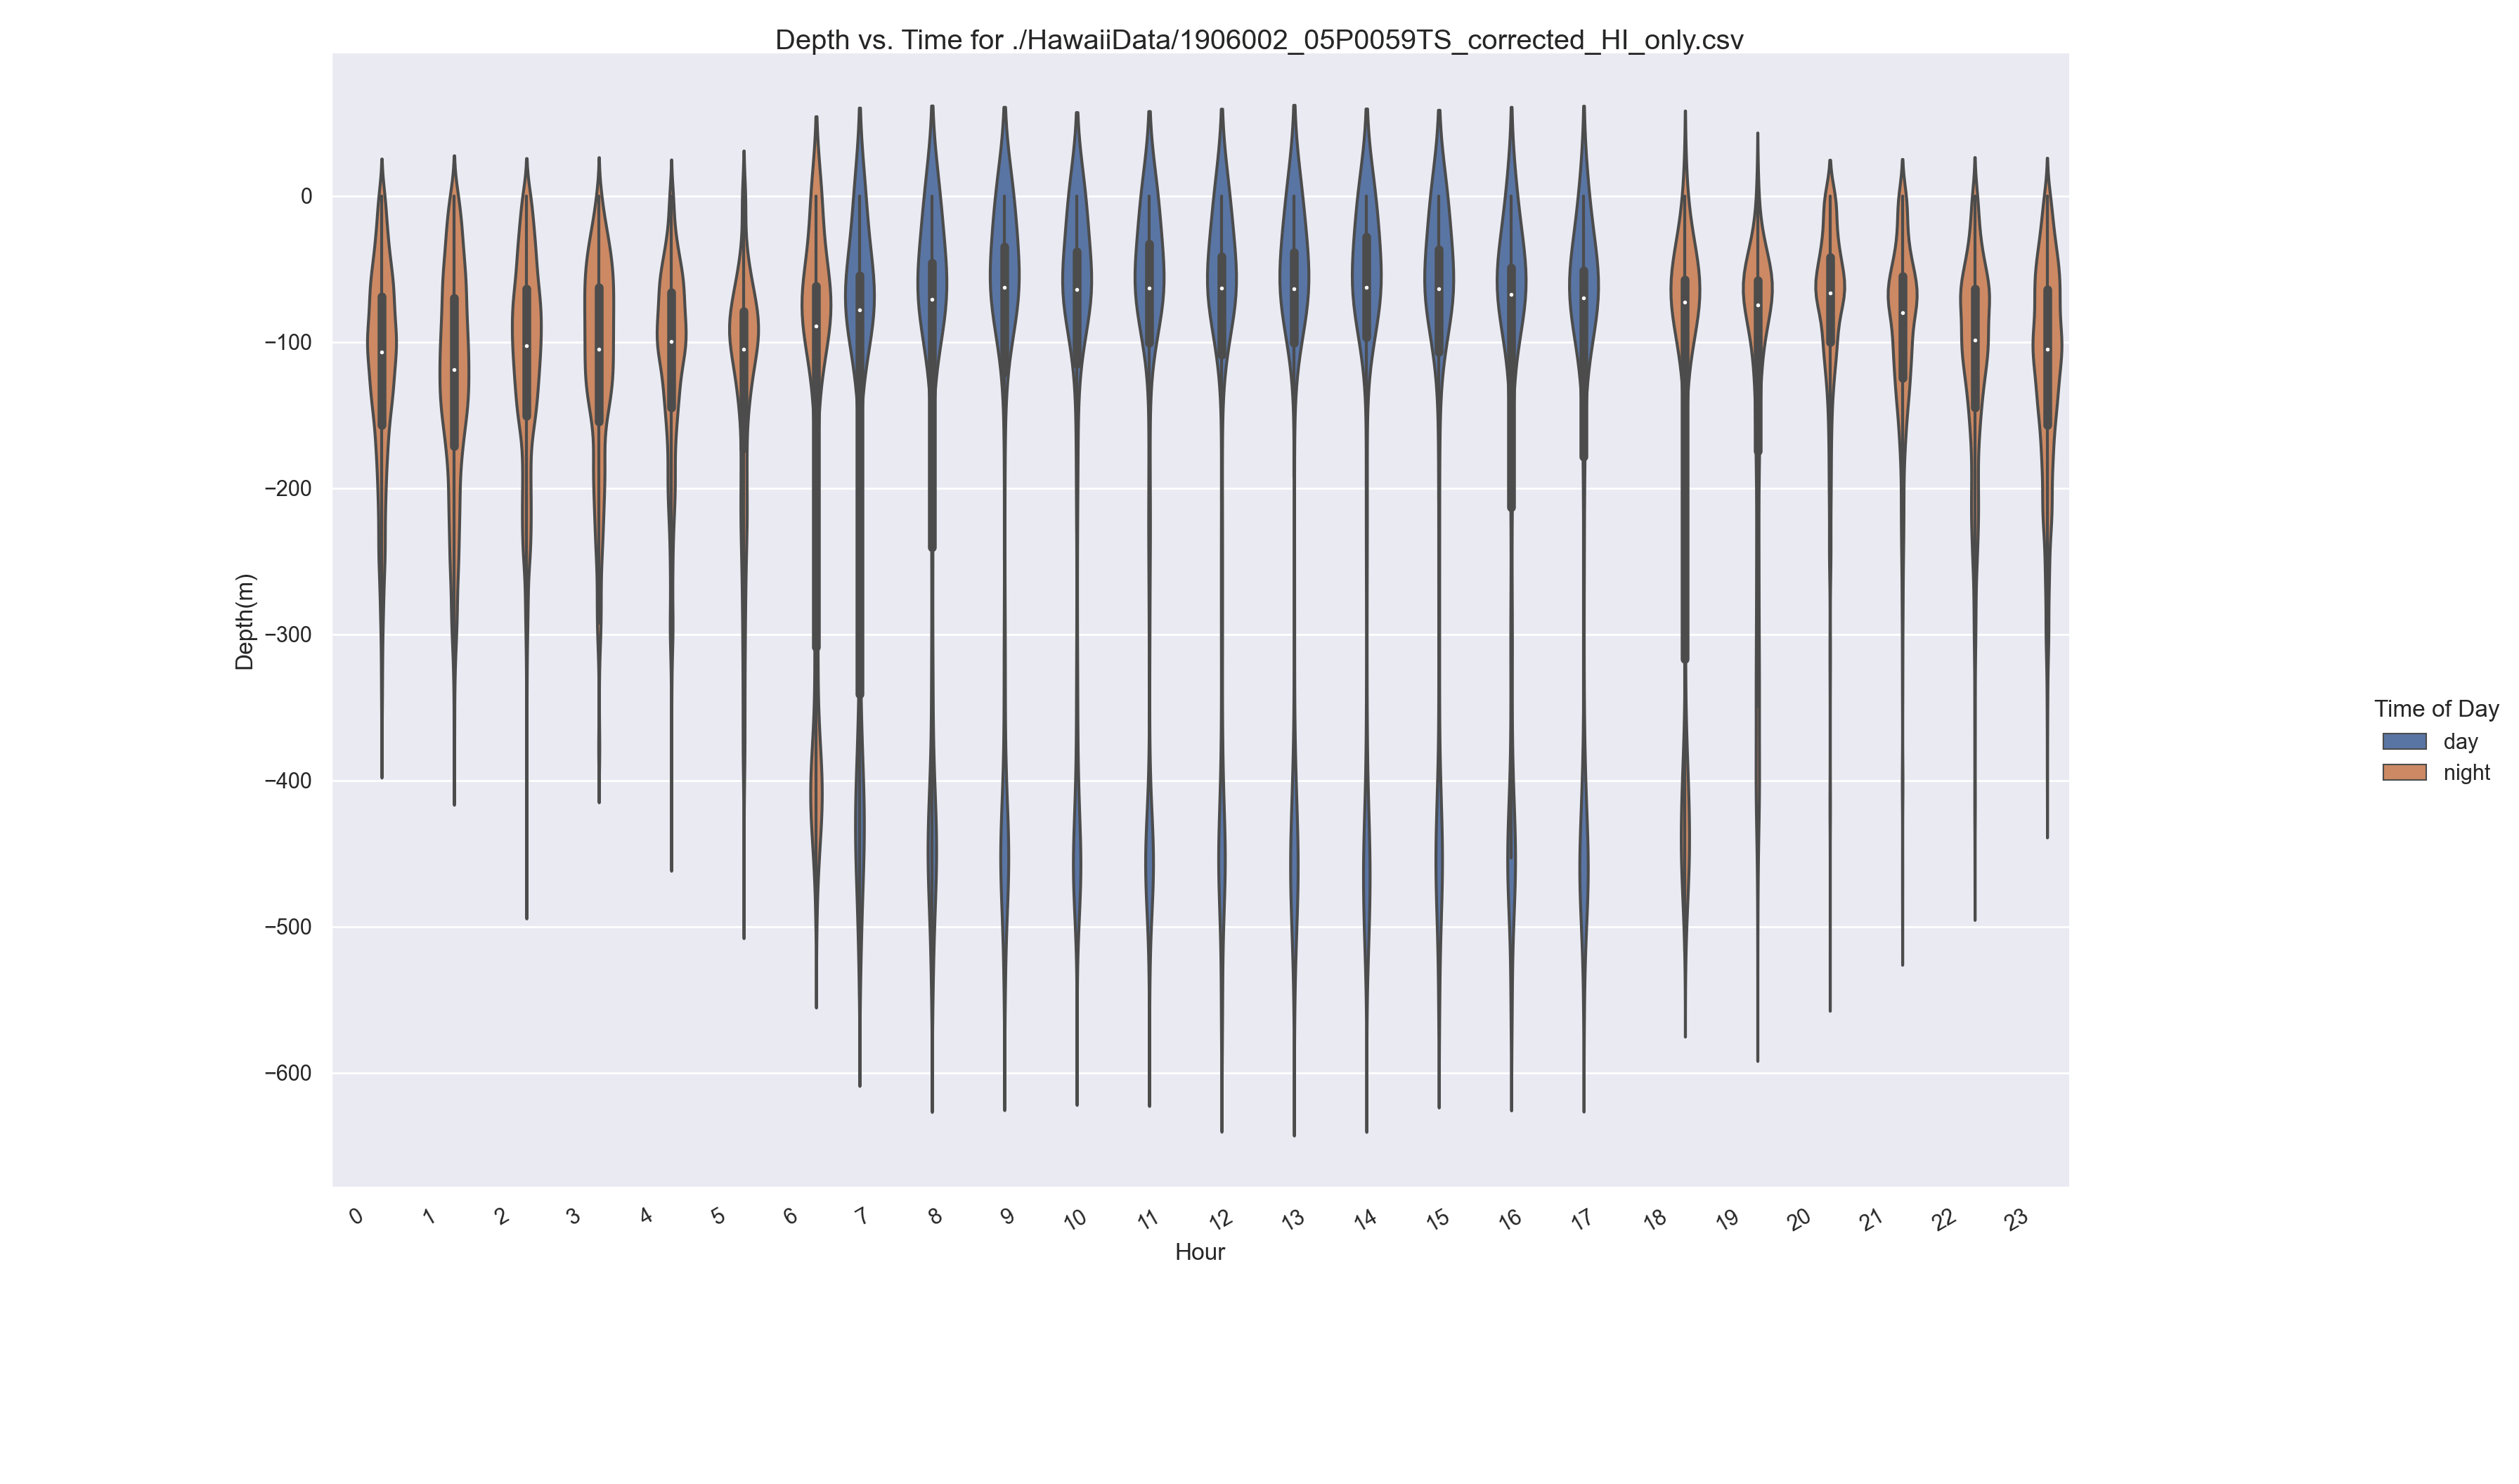 Depth vs. Time for ./HawaiiData/1906002_05P0059TS_corrected_HI_only.csv
0
−100
−200
−300
−400
−500
−600
Depth(m)
0 1 2 3 4 5 6 7 8 9 10 11 12 13 14 15 16 17 18 19 20 21 22 23
Hour
Time of Day
day
night